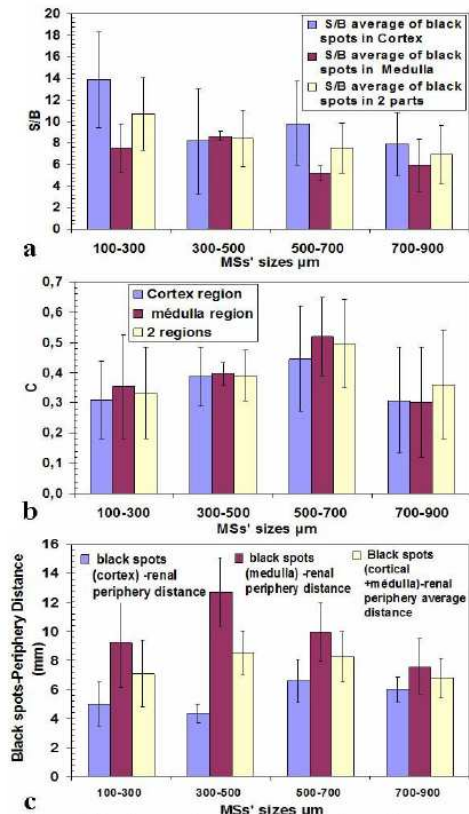 S/B average of black
spots in Cortex
S/B average of black
spots in Medulla
S/B average of black
spots in 2 parts
S/B
20
18
16
14
12
10
8
6
4
2
0
100-300 300-500 500-700 700-900
MSs' sizes µm
a
Cortex region
médulla region
2 regions
C
0,7
0,6
0,5
0,4
0,3
0,2
0,1
0,0
100-300 300-500 500-700 700-900
MSs' sizes µm
b
black spots
(cortex) -renal
periphery distance
black spots
(médulla) -renal
periphery distance
Black spots
(cortical
+médulla)-renal
periphery average
distance
Black spots-Periphery Distance
(mm)
16
14
12
10
8
6
4
2
0
100-300 300-500 500-700 700-900
MSs' sizes µm
c